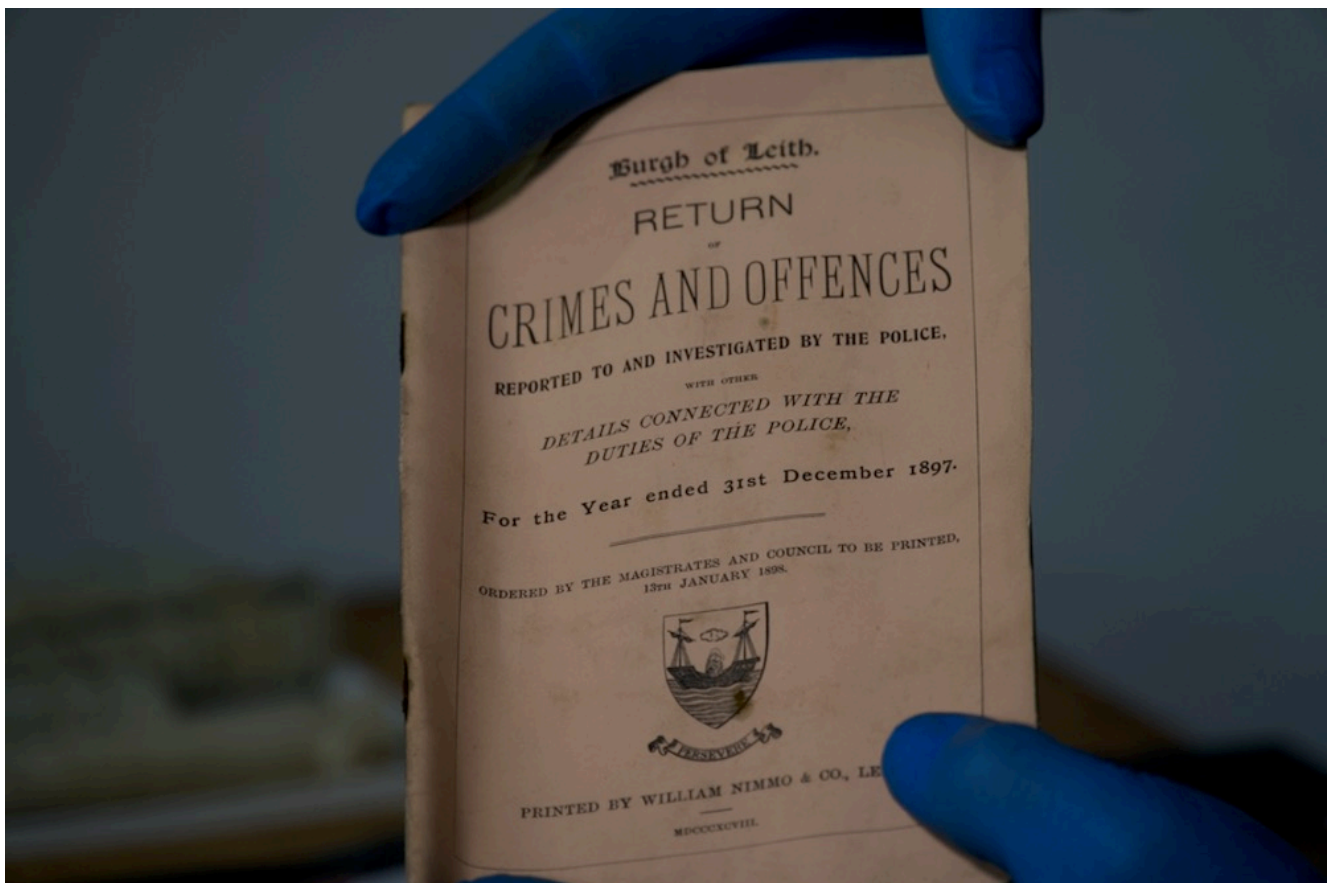 Burgh of Leith.
RETURN
OF
CRIMES AND OFFENCES
REPORTED TO AND INVESTIGATED BY THE POLICE,
WITH OTHER
DETAILS CONNECTED WITH THE
DUTIES OF THE POLICE,
For the Year ended 31st December 1897.
ORDERED BY THE MAGISTRATES AND COUNCIL TO BE PRINTED,
13TH JANUARY 1898.
PERSEVERE
PRINTED BY WILLIAM NIMMO & CO., LE
MDCCCXCVIII.